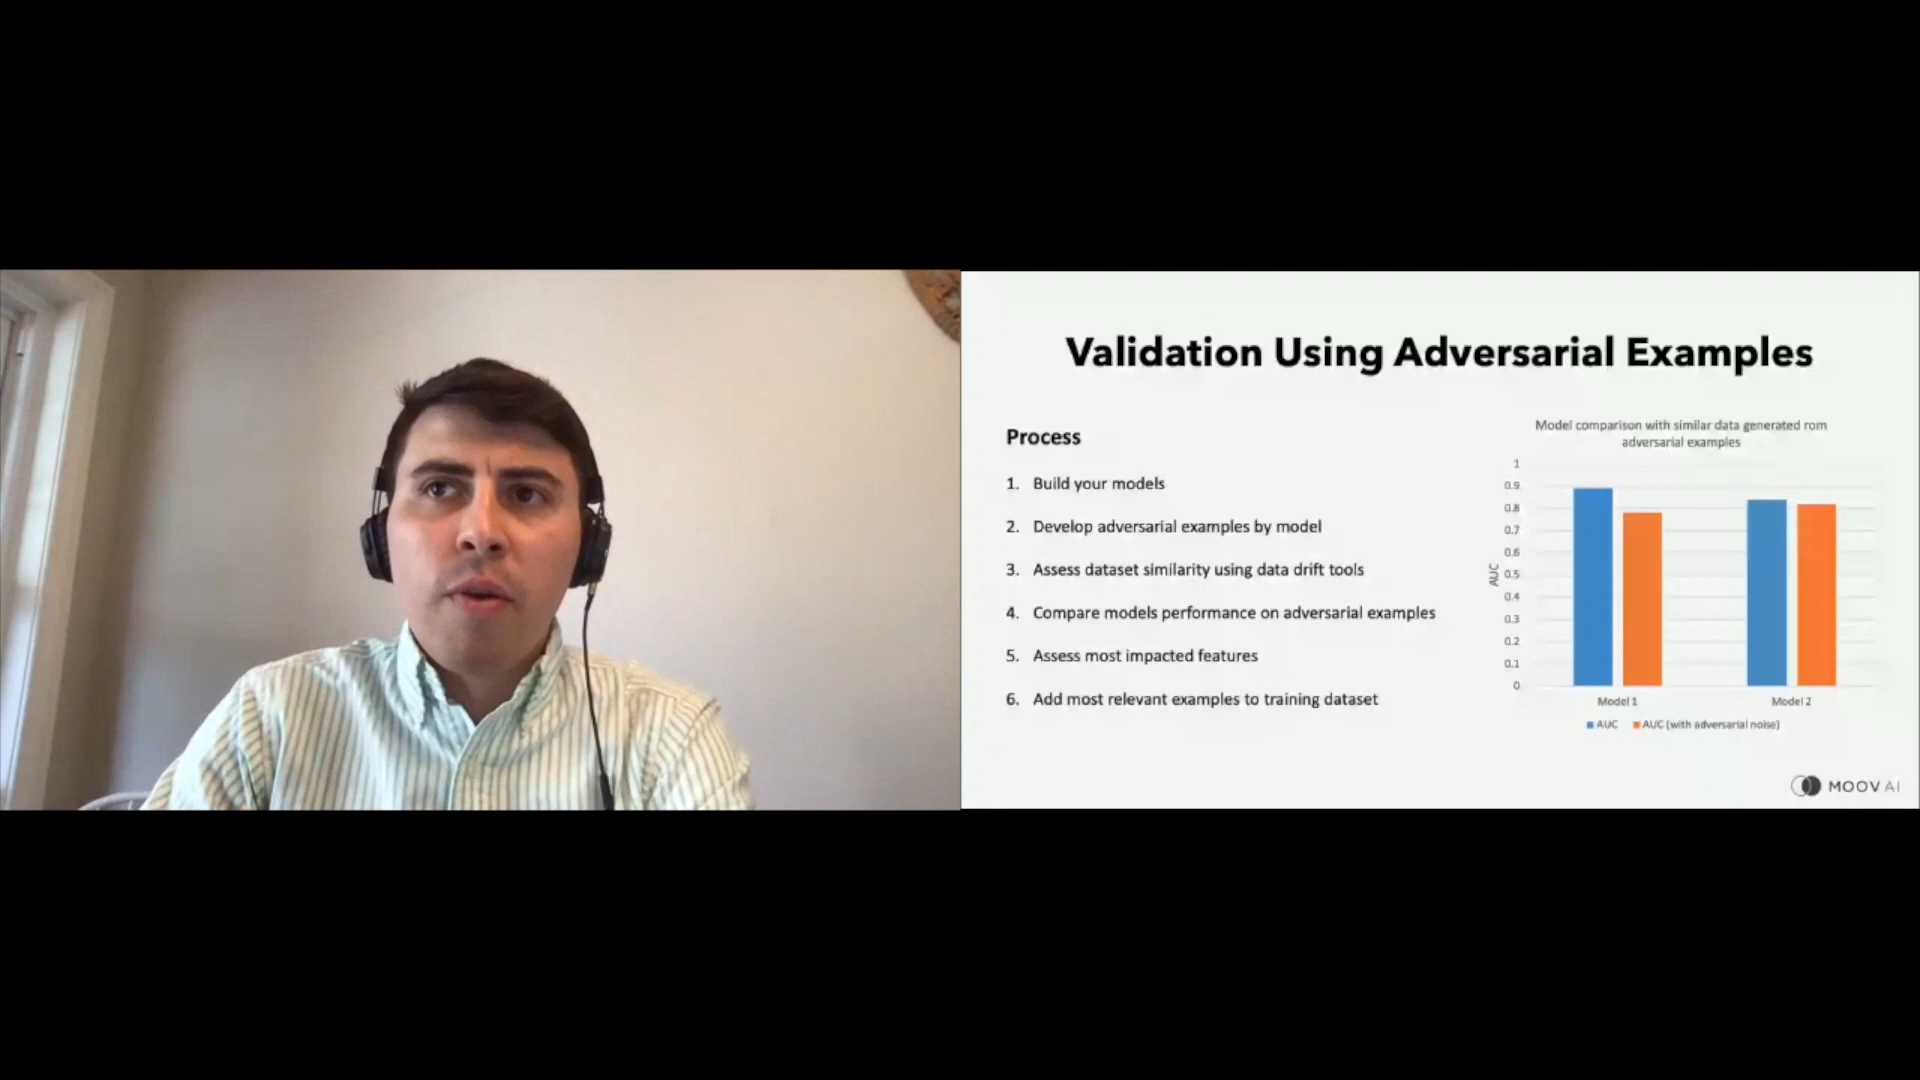 Validation Using Adversarial Examples
Process
1. Build your models
2. Develop adversarial examples by model
3. Assess dataset similarity using data drift tools
4. Compare models performance on adversarial examples
5. Assess most impacted features
6. Add most relevant examples to training dataset
Model comparison with similar data generated rom
adversarial examples
1
0.9
0.8
0.7
0.6
0.5
0.4
0.3
0.2
0.1
0
AUC
Model 1 Model 2
AUC AUC (with adversarial noise)
MOOV AI